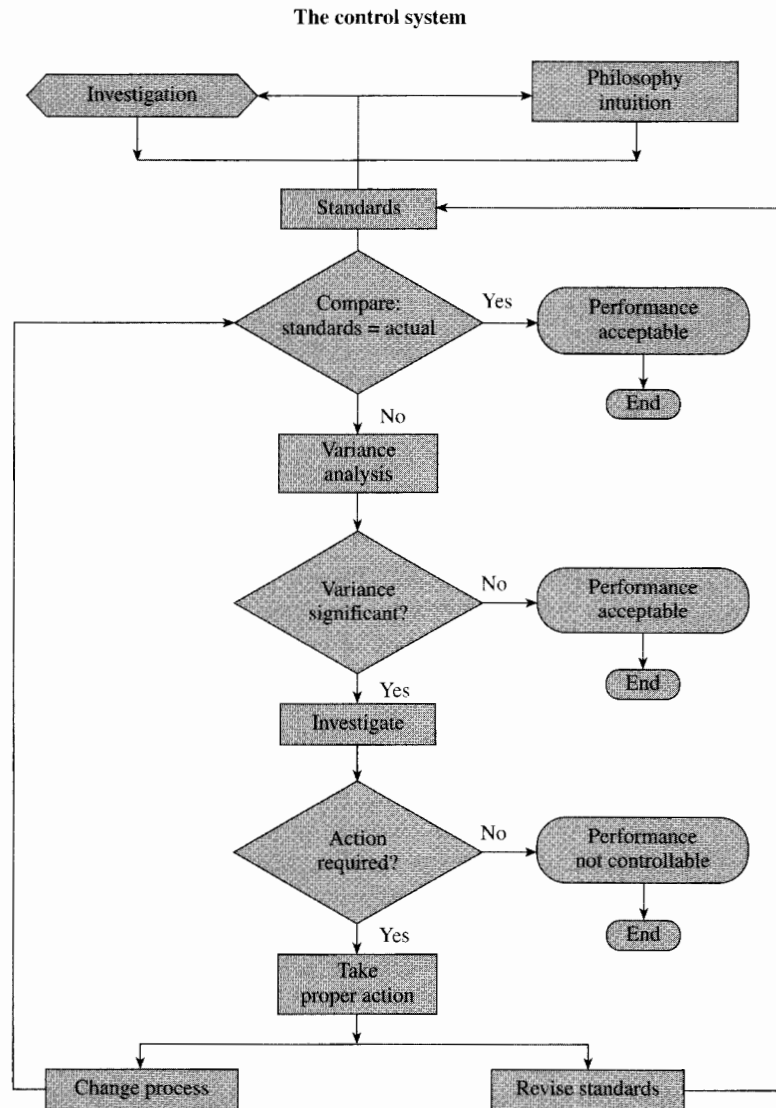 The control system
Investigation
Philosophy
intuition
Standards
Compare:
standards = actual
Yes
Performance
acceptable
End
No
Variance
analysis
Variance
significant?
No
Performance
acceptable
End
Yes
Investigate
Action
required?
No
Performance
not controllable
End
Yes
Take
proper action
Change process
Revise standards